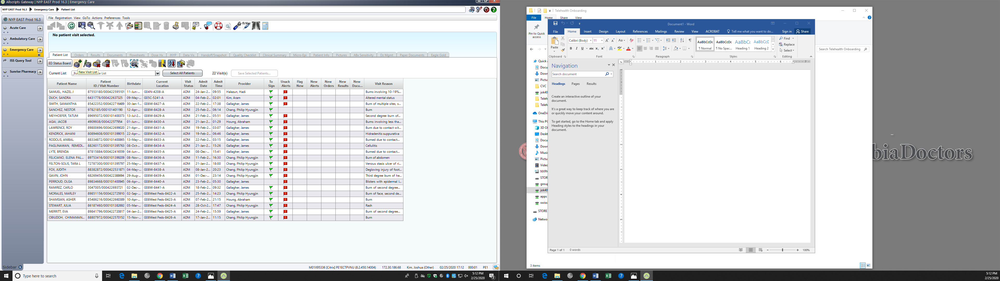 Allscripts Gateway | NYP EAST Prod 16.3 | Emergency Care
NYP EAST Prod 16.3 Emergency Care Patient List
NYP EAST Prod 16.3
Acute Care
Ambulatory Care
Emergency Care
ISS Query Tool
Sunrise Pharmacy
Sidebar
File Registration View GoTo Actions Preferences Tools
EzVac
No patient visit selected.
Patient List Orders Results Documents Flowsheets Dose Hx iNYP Data Vis Handoff/Snapshot Quality Checklist Clinical Summary Micro-Epi Patient Info Pictures ABx Sensitivity Dz Mgmt Paper Documents Eagle Gold
ED Status Board
New Visit List
Current List: _Bu ce List Select All Patients 22 Visit(s) Save Selected Patients...
Patient Name Patient ID / Visit Number Birthdate Current Location Visit Status Admit Date Admit Time Provider To Sign Unack Alerts Flag New New Alerts New Orders New Results New Docu... Visit Reason
SAMUEL, HAZEL J 87553180/000422595101 11-Jun-... G04N-4208-A ADM 24-Jan-2... 09:55 Halazun, Hadi Burns involving 10-19%...
DUCH, SANDRA 6431778/000422637325 09-May-... G05C-5241-A ADM 04-Feb-2... 02:01 Kim, Aram Altered mental status
SMITH, SAMANTHA 85422352/000422716489 30-Jan-1... G08W-8427-A ADM 22-Feb-2... 17:38 Gallagher, James Burn of multiple sites, s...
SANCHEZ, NESTOR 9782185/000101401190 12-Apr-... G08W-8428-A ADM 25-Feb-2... 06:14 Chang, Philip Hyungjin Burn
MEYHOEFER, TATUM 89695072/000101400373 13-Jul-2... G08W-8429-A ADM 21-Feb-2... 05:51 Gallagher, James Second degree burn of...
AGAI, JACOB 4909938/000422577954 01-Jun-... G08W-8430-A ADM 21-Jan-2... 01:29 Houng, Abraham Burns involving less tha...
LAWRENCE, ROY 89800696/000422699020 21-Apr-... G08W-8431-A ADM 19-Feb-2... 03:07 Gallagher, James Burn due to contact wit...
KENDRICK, JAHANI 80894608/000101399015 22-Apr-... G08W-8432-A ADM 19-Feb-2... 06:46 Gallagher, James Hidradenitis suppurativa
RODOLIS, ANIBAL 88334872/000101400865 13-May-... G08W-8433-A ADM 22-Feb-2... 03:15 Gallagher, James Burned due to contact...
PAGLINAWAN, REMEDI... 88260172/000101395763 08-Oct-... G08W-8434-A ADM 21-Jan-2... 15:26 Gallagher, James Cellulitis
LYTE, BRENDA 87815884/000422416559 04-Jun-... G08W-8435-A ADM 08-Dec-... 15:41 Gallagher, James Burned due to contact...
FELICIANO, ELENA PAL... 89753416/000101399209 08-Nov-... G08W-8436-A ADM 11-Feb-2... 16:30 Chang, Philip Hyungjin Burn of abdomen
FELTON-SOLIS, TARA L 72787300/000101395797 25-May-... G08W-8437-A ADM 21-Jan-2... 18:00 Chang, Philip Hyungjin Venous stasis ulcer of ri...
FOX, JUDITH 88382872/000422531871 04-May-... G08W-8438-A ADM 08-Jan-2... 20:23 Chang, Philip Hyungjin Degloving injury of foot...
GAVIN, JOHN 68269456/000422388694 29-Aug-... G08W-8439-A ADM 01-Dec-... 23:14 Chang, Philip Hyungjin Third degree burn of he...
PERROUD, OLGA 89834668/000101400945 06-Apr-... G08W-8440-A ADM 23-Feb-2... 05:30 Gallagher, James Blisters with epidermal l...
RAMIREZ, CARLO 3047005/000422693721 02-Dec-... G08W-8441-A ADM 18-Feb-2... 09:32 Gallagher, James Burn of second degree...
MORALES, MARLEY 89851156/000422725910 02-Sep-... G08West Peds-8422-A ADM 25-Feb-2... 14:23 Chang, Philip Hyungjin Burn of face, second de...
SHAMSIAN, ASHER 85486216/000422660389 10-Apr-... G08West Peds-8423-A ADM 07-Feb-2... 21:15 Houng, Abraham Burn
STEWART, JULIA 86187460/000101382692 05-Mar-... G08West Peds-8424-A ADM 28-Oct-2... 17:47 Chang, Philip Hyungjin Rash
MERRITT, EVA 89841796/000422720817 04-Jan-2... G08West Peds-8425-A ADM 24-Feb-2... 15:59 Gallagher, James Burn of second degree...
OBIUDOH, CHIMAMAN... 88807972/000422570152 15-Nov-... G08West Peds-8426-A ADM 17-Jan-2... 11:15 Chang, Philip Hyungjin Burn
M01X95336 [Citrix] PE1ECTPVNU (8.2.450.14004) 172.30.186.68 Kim, Joshua (Other) 02/25/2020 17:12 000:01 PE1
Type here to search
5:12 PM
2/25/2020
2
Telehealth Onboarding
File Home Share View
Pin to Quick access
Search Telehealth Onboarding
Quick
Docu
Down
Pictu
CVC
jok40
Teleh
Teleh
OneDri
This PC
3D Ol
Deskt
Docu
Down
Music
Pictur
Video
NYPH
STOR
group
jok40
apps
swiss
STORE
Netwo
3 items
Document1 - Word
File Home Insert Design Layout References Mailings Review View ACROBAT Tell me what you want to do... Sign in Share
Paste
Calibri (Body) 11
B I U abc
AaBbCcDc AaBbCcDc AaBbCc AaBbCcD
¶ Normal ¶ No Spac... Heading 1 Heading 2
Find
Replace
Select
Clipboard Font Paragraph Styles Editing
Navigation
Search document
Headings Pages Results
Create an interactive outline of your
document.
It's a great way to keep track of where you are
or quickly move your content around.
To get started, go to the Home tab and apply
Heading styles to the headings in your
document.
1 2 3 4 5 6 7
1
2
3
4
5
Page 1 of 1 0 words 100%
biaDoctors
5:12 PM
2/25/2020